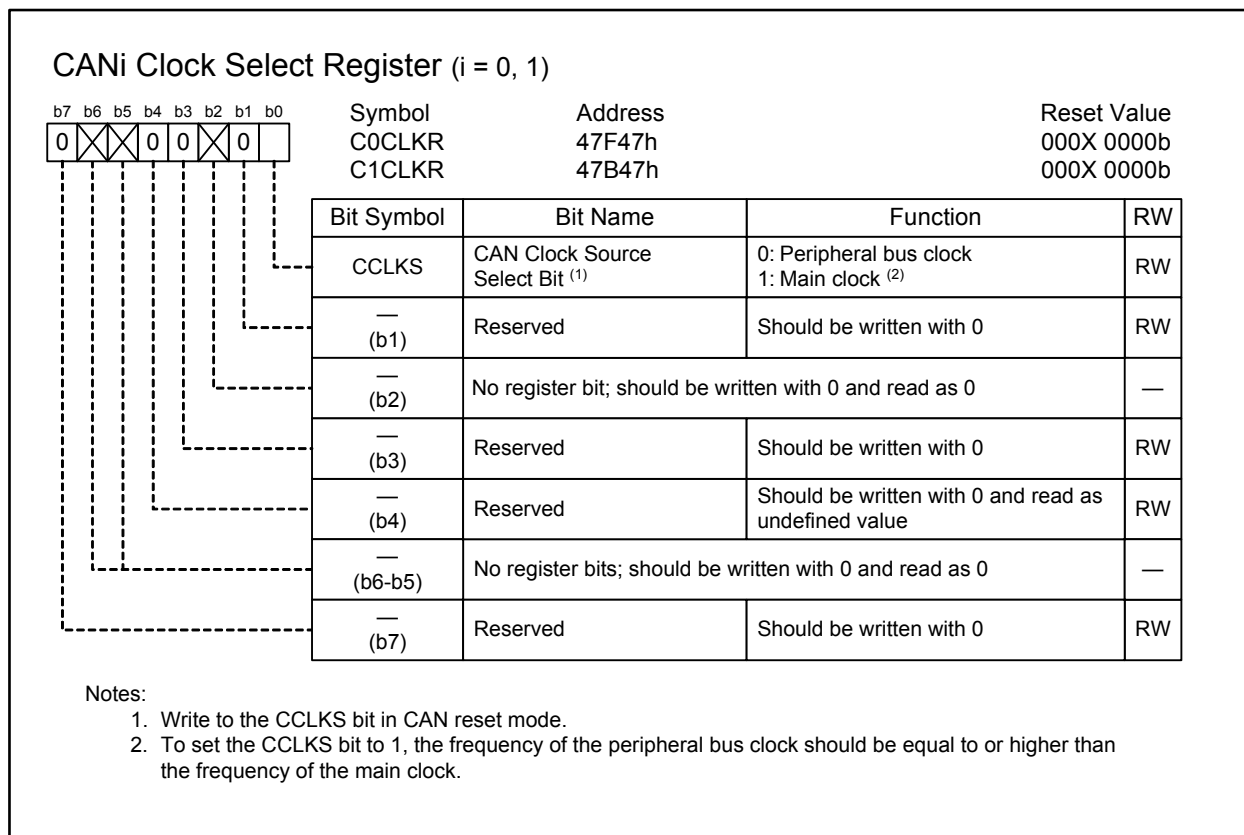 CANi Clock Select Register (i = 0, 1)
b7 b6 b5 b4 b3 b2 b1 b0 Symbol Address Reset Value
0 0 0 0 C0CLKR 47F47h 000X 0000b
C1CLKR 47B47h 000X 0000b
Bit Symbol Bit Name Function RW
CCLKS CAN Clock Source Select Bit (1) 0: Peripheral bus clock 1: Main clock (2) RW
— (b1) Reserved Should be written with 0 RW
— (b2) No register bit; should be written with 0 and read as 0 —
— (b3) Reserved Should be written with 0 RW
— (b4) Reserved Should be written with 0 and read as undefined value RW
— (b6-b5) No register bits; should be written with 0 and read as 0 —
— (b7) Reserved Should be written with 0 RW
Notes:
1. Write to the CCLKS bit in CAN reset mode.
2. To set the CCLKS bit to 1, the frequency of the peripheral bus clock should be equal to or higher than
the frequency of the main clock.